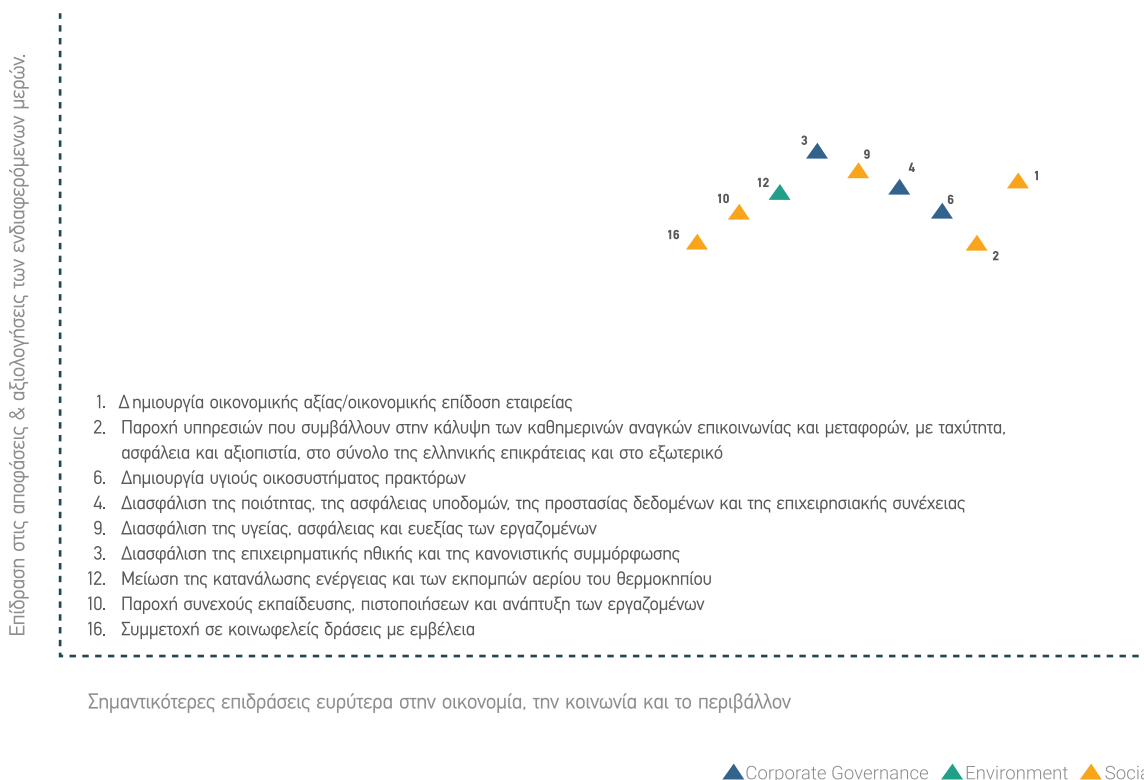 Επίδραση στις αποφάσεις & αξιολογήσεις των ενδιαφερόμενων μερών.
3
9
4
1
12
10
6
16
2
1. Δ ημιουργία οικονομικής αξίας/οικονομικής επίδοση εταιρείας
2. Παροχή υπηρεσιών που συμβάλλουν στην κάλυψη των καθημερινών αναγκών επικοινωνίας και μεταφορών, με ταχύτητα,
ασφάλεια και αξιοπιστία, στο σύνολο της ελληνικής επικράτειας και στο εξωτερικό
6. Δημιουργία υγιούς οικοσυστήματος πρακτόρων
4. Διασφάλιση της ποιότητας, της ασφάλειας υποδομών, της προστασίας δεδομένων και της επιχειρησιακής συνέχειας
9. Διασφάλιση της υγείας, ασφάλειας και ευεξίας των εργαζομένων
3. Διασφάλιση της επιχειρηματικής ηθικής και της κανονιστικής συμμόρφωσης
12. Μείωση της κατανάλωσης ενέργειας και των εκπομπών αερίου του θερμοκηπίου
10. Παροχή συνεχούς εκπαίδευσης, πιστοποιήσεων και ανάπτυξη των εργαζομένων
16. Συμμετοχή σε κοινωφελείς δράσεις με εμβέλεια
Σημαντικότερες επιδράσεις ευρύτερα στην οικονομία, την κοινωνία και το περιβάλλον
Corporate Governance Environment Socia